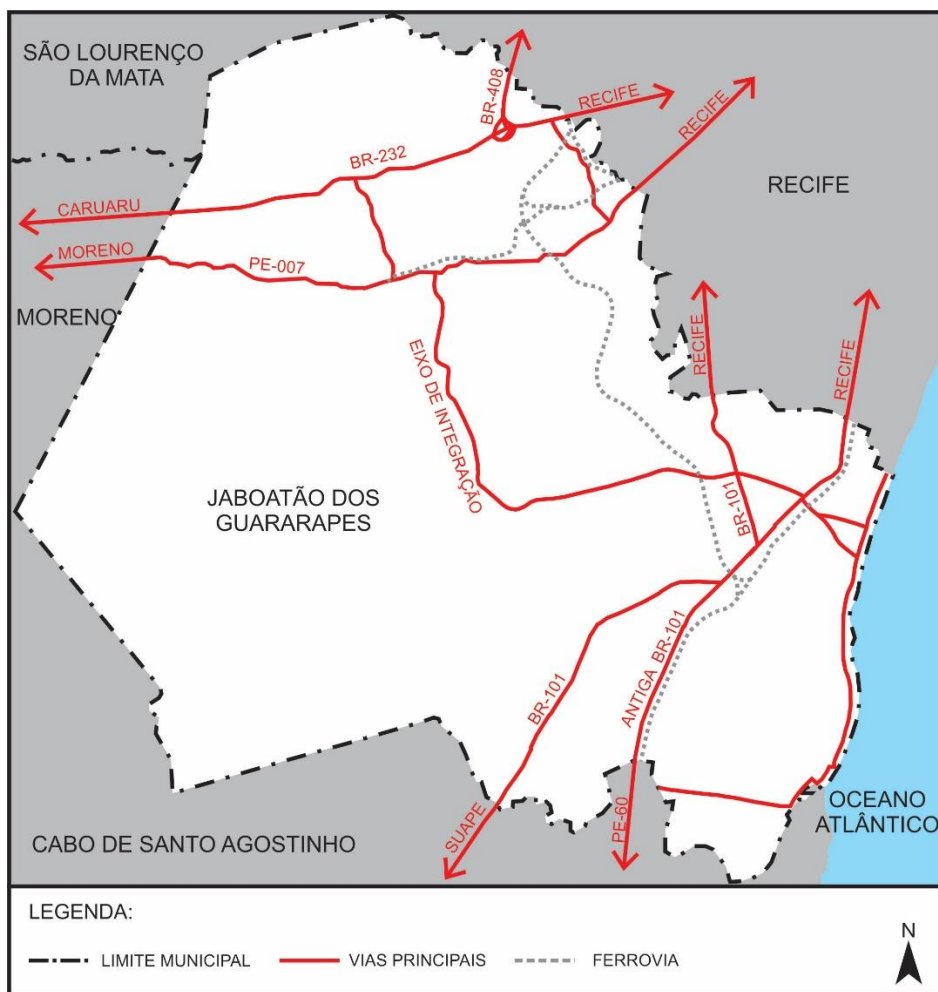 SÃO LOURENÇO
DA MATA
BR-408
RECIFE
RECIFE
BR-232
RECIFE
CARUARU
MORENO
PE-007
MORENO
RECIFE
RECIFE
EIXO DE INTEGRAÇÃO
JABOATÃO DOS
GUARARAPES
BR-101
BR-101
ANTIGA BR-101
SUAPE
PE-60
OCEANO
ATLÂNTICO
CABO DE SANTO AGOSTINHO
LEGENDA:
LIMITE MUNICIPAL
VIAS PRINCIPAIS
FERROVIA
N